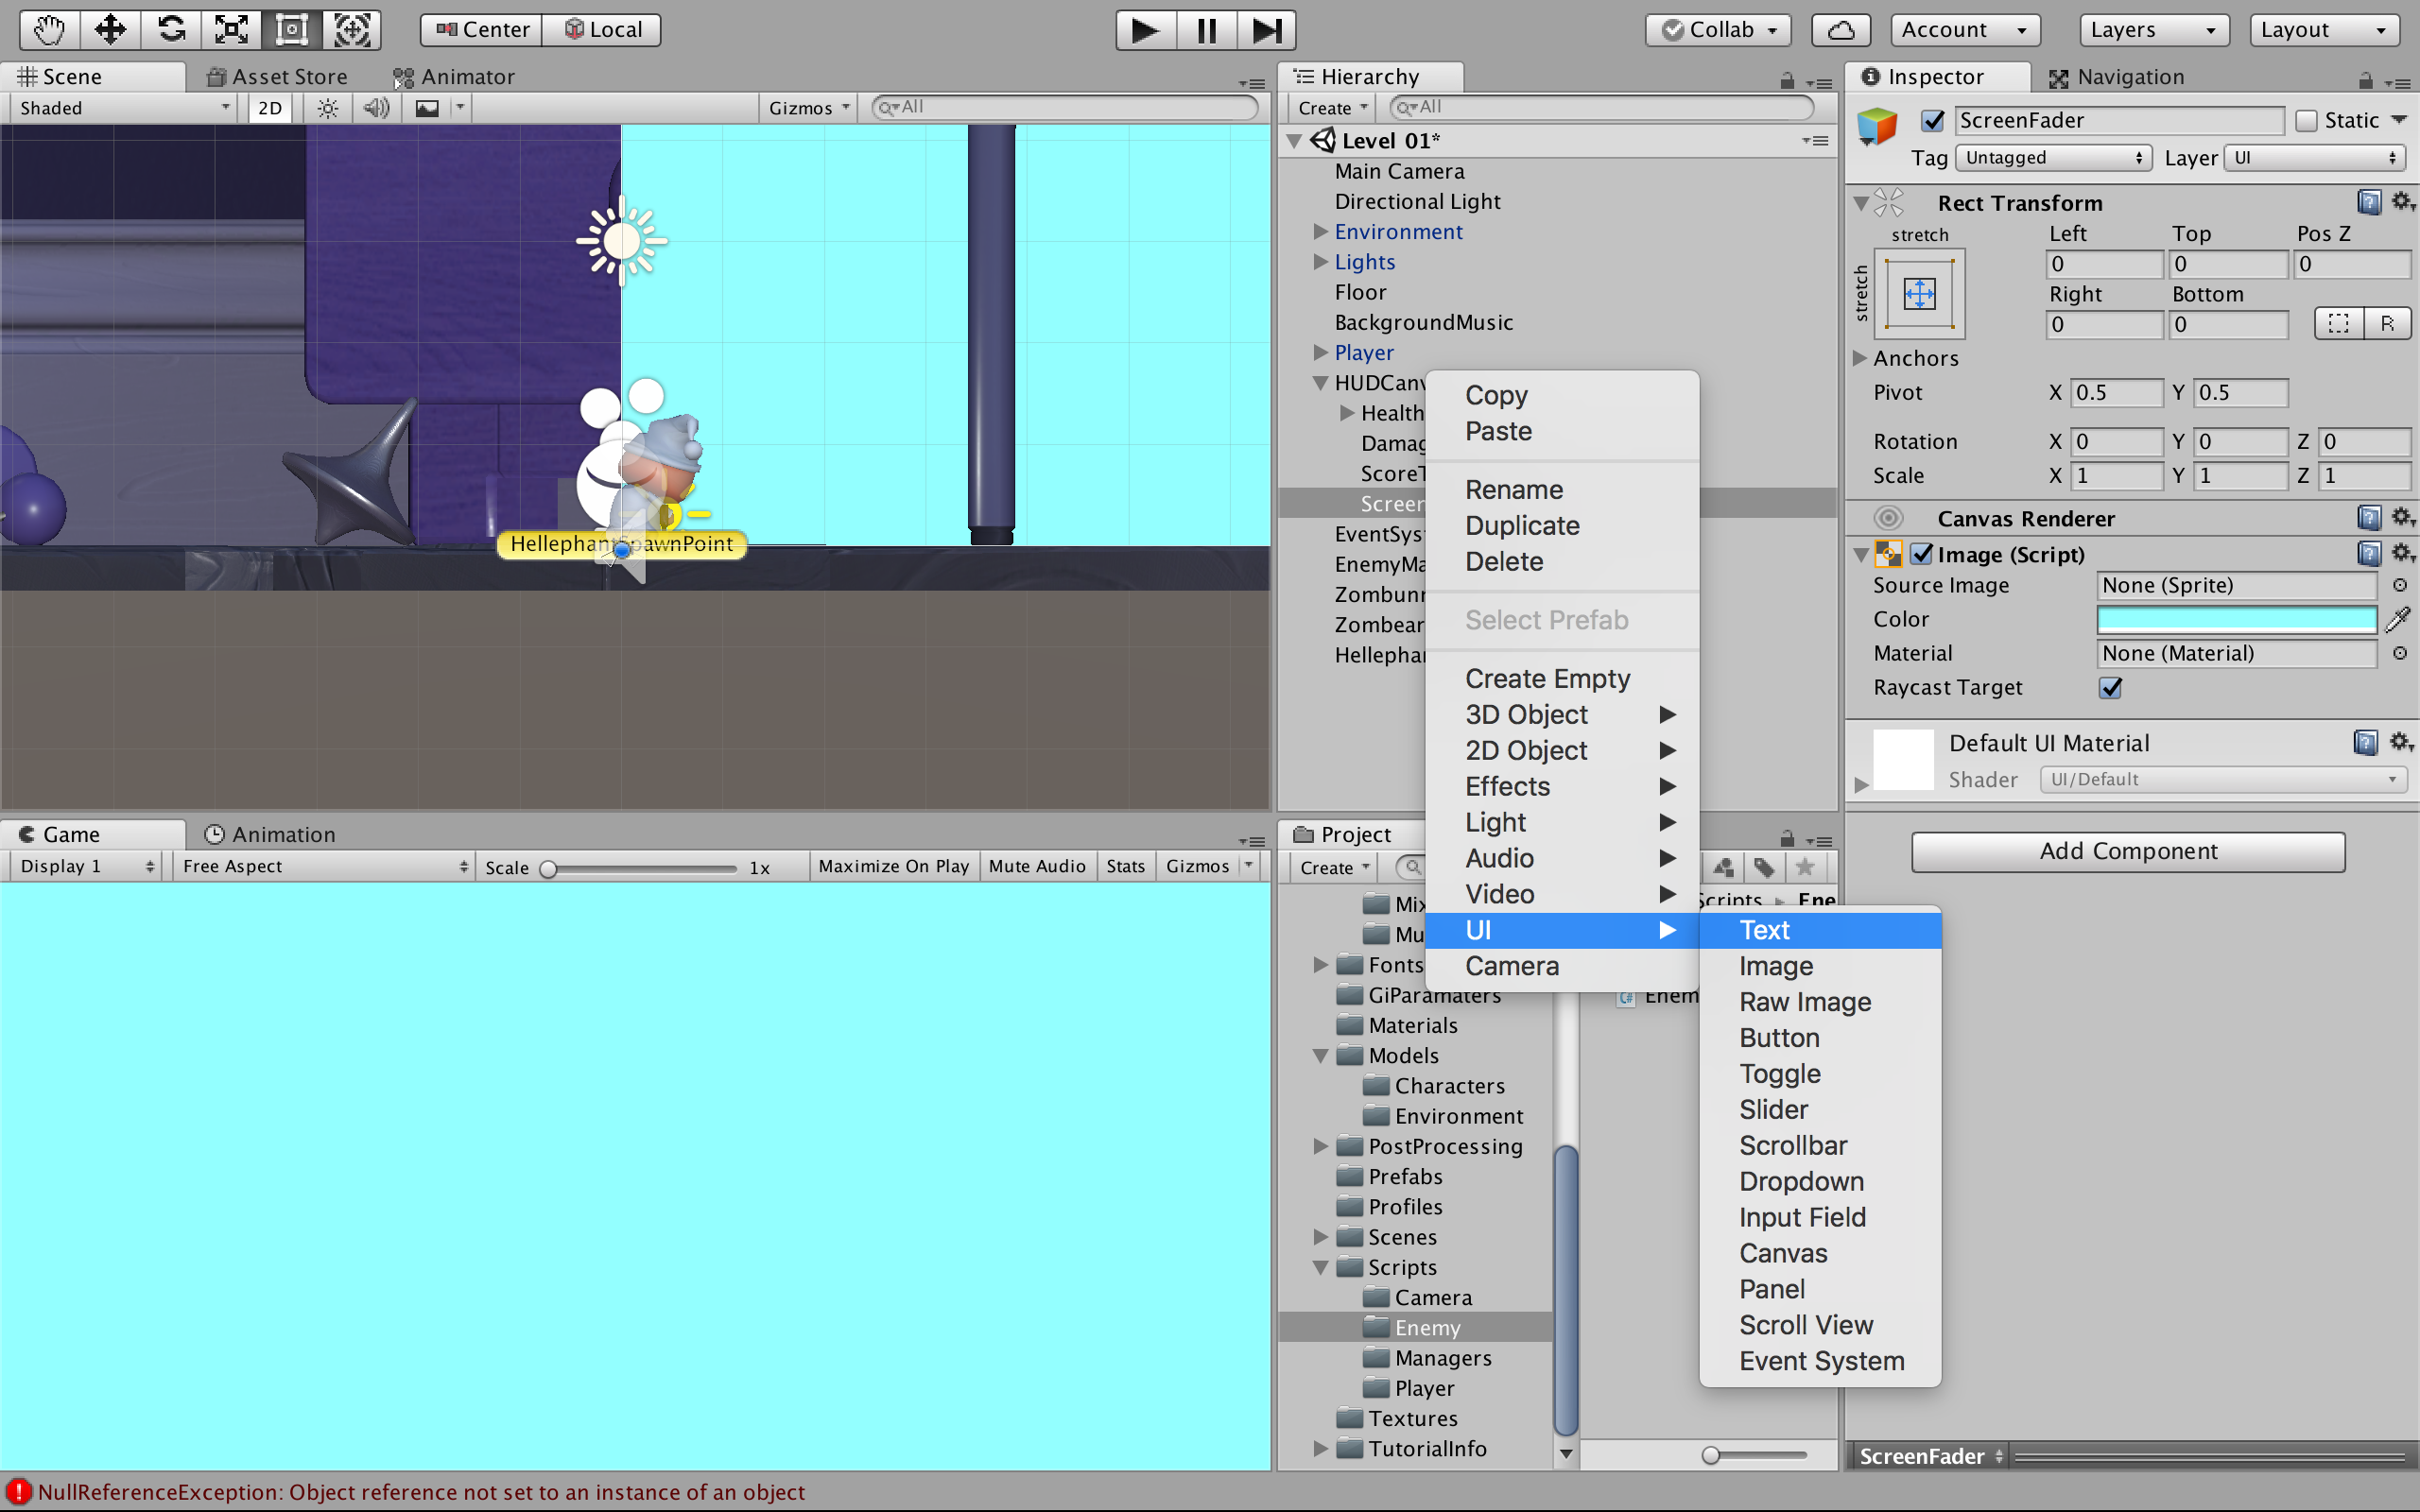 Center Local Collab Account Layers Layout
Scene Asset Store Animator
Shaded 2D Gizmos All
HellephantSpawnPoint
Hierarchy
Create All
Level 01*
Main Camera
Directional Light
Environment
Lights
Floor
BackgroundMusic
Player
HUDCanv
Health
Damag
ScoreT
Screen
EventSys
EnemyMa
Zombunn
Zombear
Hellephan
Copy
Paste
Rename
Duplicate
Delete
Select Prefab
Create Empty
3D Object
2D Object
Effects
Light
Audio
Video
UI
Camera
Text
Image
Raw Image
Button
Toggle
Slider
Scrollbar
Dropdown
Input Field
Canvas
Panel
Scroll View
Event System
Inspector Navigation
ScreenFader Static
Tag Untagged Layer UI
Rect Transform
stretch Left Top Pos Z
stretch 0 0 0
Right Bottom
0 0 R
Anchors
Pivot X 0.5 Y 0.5
Rotation X 0 Y 0 Z 0
Scale X 1 Y 1 Z 1
Canvas Renderer
Image (Script)
Source Image None (Sprite)
Color
Material None (Material)
Raycast Target
Default UI Material
Shader UI/Default
Add Component
ScreenFader
Game Animation
Display 1 Free Aspect Scale 1x Maximize On Play Mute Audio Stats Gizmos
Project
Create
Scripts Ene
Mix
Mu
Fonts
GiParamaters
Enem
Materials
Models
Characters
Environment
PostProcessing
Prefabs
Profiles
Scenes
Scripts
Camera
Enemy
Managers
Player
Textures
TutorialInfo
NullReferenceException: Object reference not set to an instance of an object